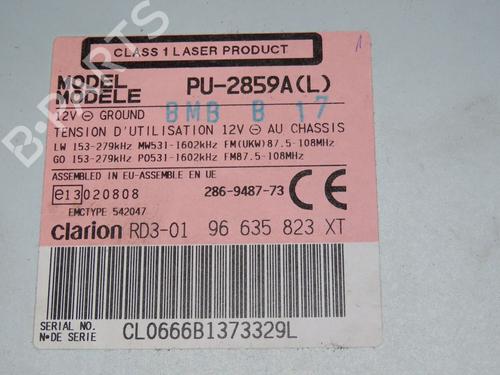 CLASS 1 LASER PRODUCT
MODEL PU-2859A(L)
MODÈLE
12V ⊖ GROUND BMB B 17
TENSION D'UTILISATION 12V ⊖ AU CHASSIS
LW 153-279kHz MW531-1602kHz FM(UKW)87.5-108MHz
GO 153-279kHz PO531-1602kHz FM87.5-108MHz
ASSEMBLED IN EU-ASSEMBLE EN UE
e13 020808 286-9487-73 CE
EMCTYPE 542047
clarion RD3-01 96 635 823 XT
SERIAL NO.
N° DE SERIE CL0666B1373329L
B-PARTS